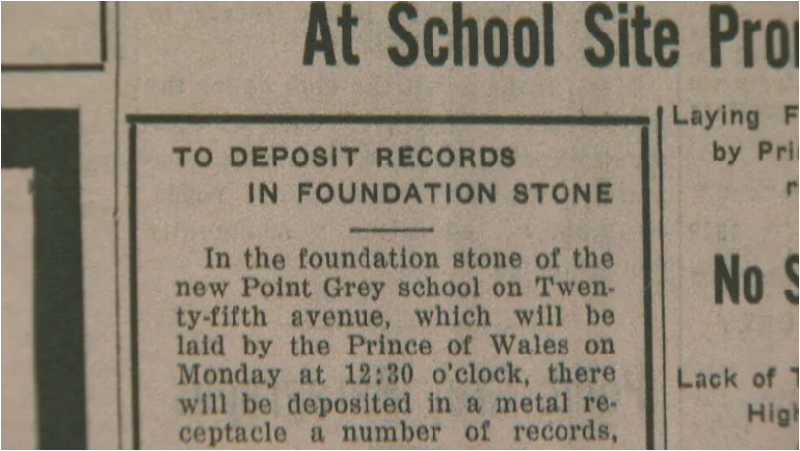 At School Site
TO DEPOSIT RECORDS
IN FOUNDATION STONE
In the foundation stone of the
new Point Grey school on Twen-
ty-fifth avenue, which will be
laid by the Prince of Wales on
Monday at 12:30 o'clock, there
will be deposited in a metal re-
ceptacle a number of records,
Laying F
by Pri
r
No S
Lack of T
High